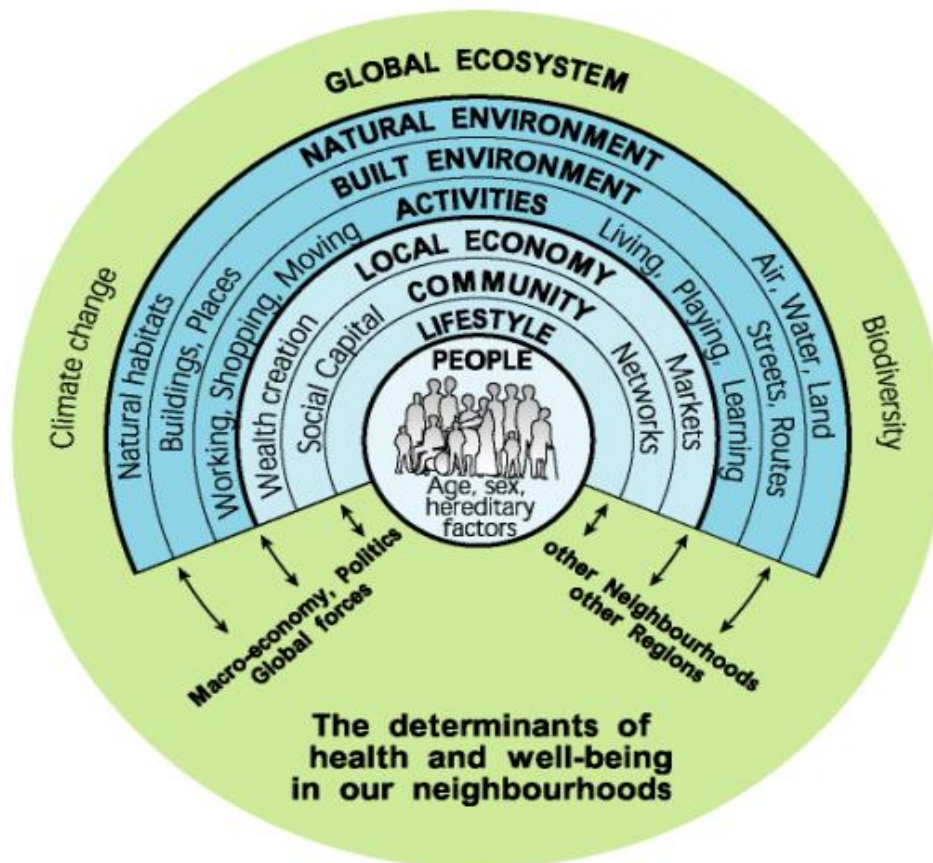 GLOBAL ECOSYSTEM
NATURAL ENVIRONMENT
BUILT ENVIRONMENT
ACTIVITIES
LOCAL ECONOMY
COMMUNITY
LIFESTYLE
PEOPLE
Age, sex,
hereditary
factors
Climate change
Natural habitats
Buildings, Places
Working, Shopping, Moving
Wealth creation
Social Capital
Networks
Markets
Living, Playing, Learning
Streets, Routes
Air, Water, Land
Biodiversity
Macro-economy, Politics
Global forces
other Neighbourhoods
other Regions
The determinants of
health and well-being
in our neighbourhoods